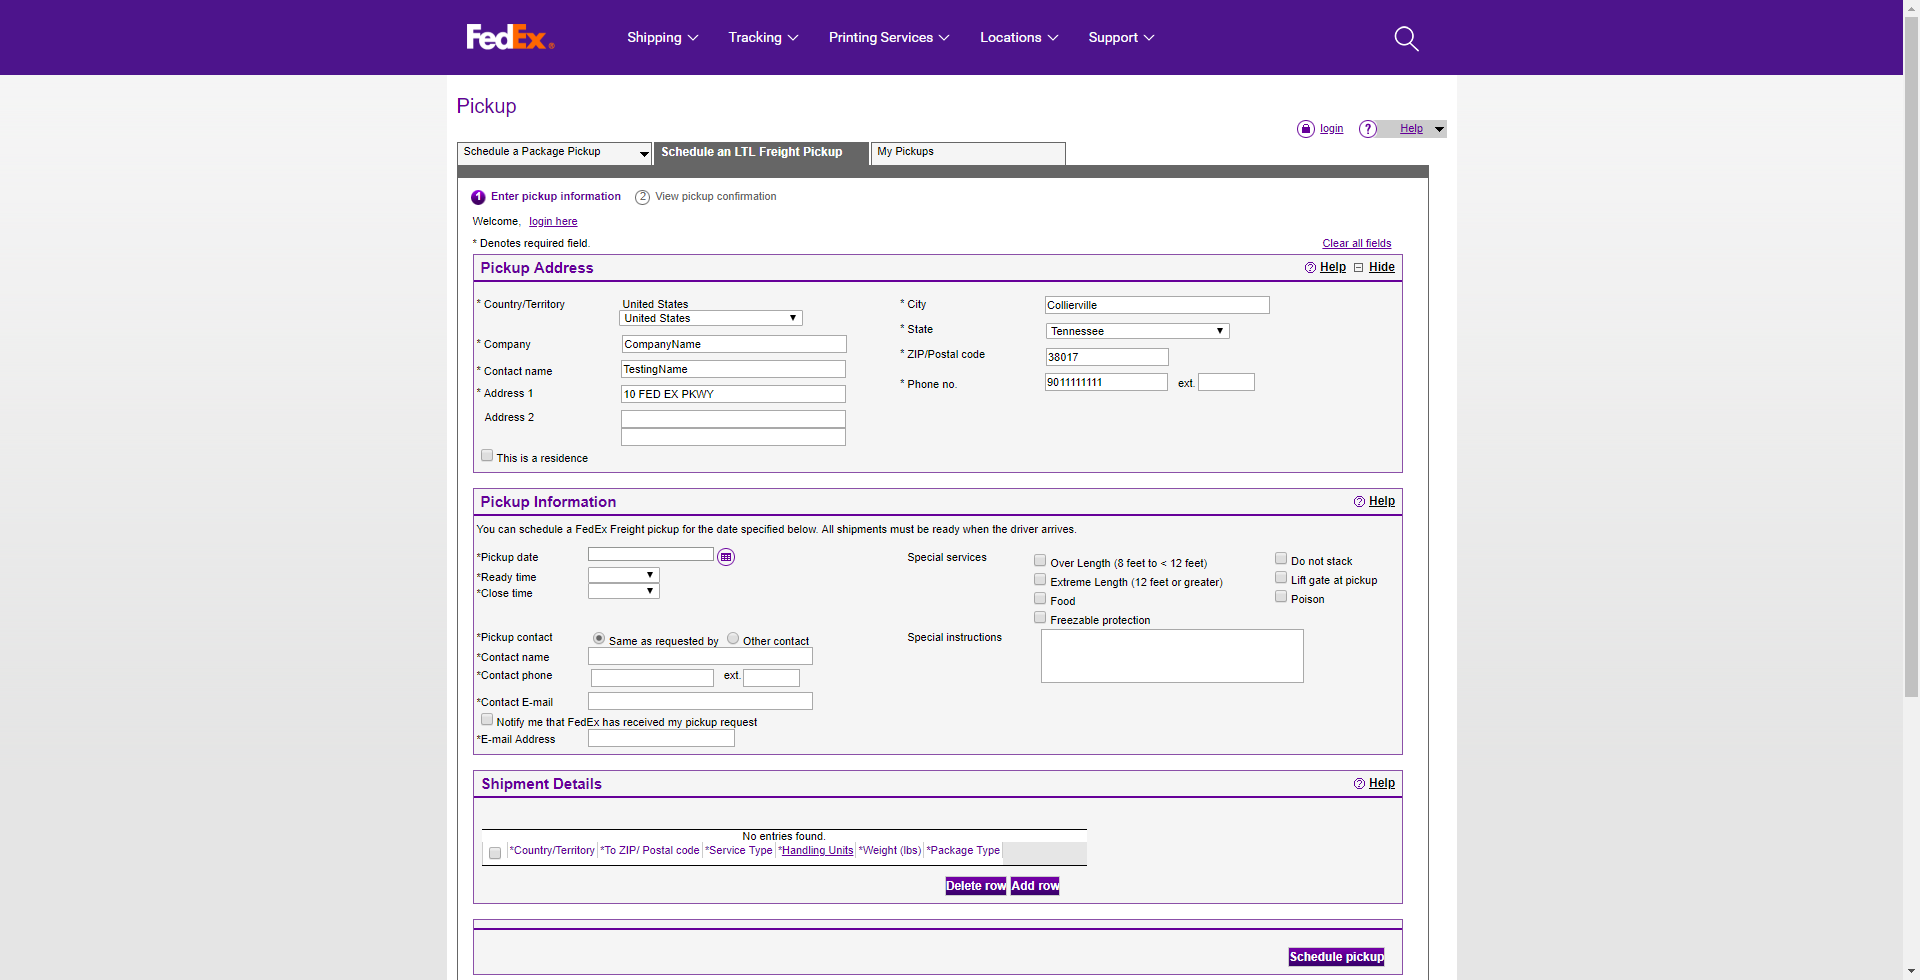 FedEx®
Shipping
Tracking
Printing Services
Locations
Support
Pickup
login
? Help
Schedule a Package Pickup
Schedule an LTL Freight Pickup
My Pickups
1 Enter pickup information
2 View pickup confirmation
Welcome, login here
* Denotes required field.
Clear all fields
Pickup Address
? Help
Hide
* Country/Territory
United States
United States
* Company
CompanyName
* Contact name
TestingName
* Address 1
10 FED EX PKWY
Address 2
This is a residence
* City
Collierville
* State
Tennessee
* ZIP/Postal code
38017
* Phone no.
9011111111
ext.
Pickup Information
? Help
You can schedule a FedEx Freight pickup for the date specified below. All shipments must be ready when the driver arrives.
*Pickup date
*Ready time
*Close time
Special services
Over Length (8 feet to < 12 feet)
Extreme Length (12 feet or greater)
Food
Freezable protection
Do not stack
Lift gate at pickup
Poison
*Pickup contact
Same as requested by
Other contact
*Contact name
*Contact phone
ext.
*Contact E-mail
Notify me that FedEx has received my pickup request
*E-mail Address
Special instructions
Shipment Details
? Help
No entries found.
*Country/Territory *To ZIP/ Postal code *Service Type *Handling Units *Weight (lbs) *Package Type
Delete row
Add row
Schedule pickup